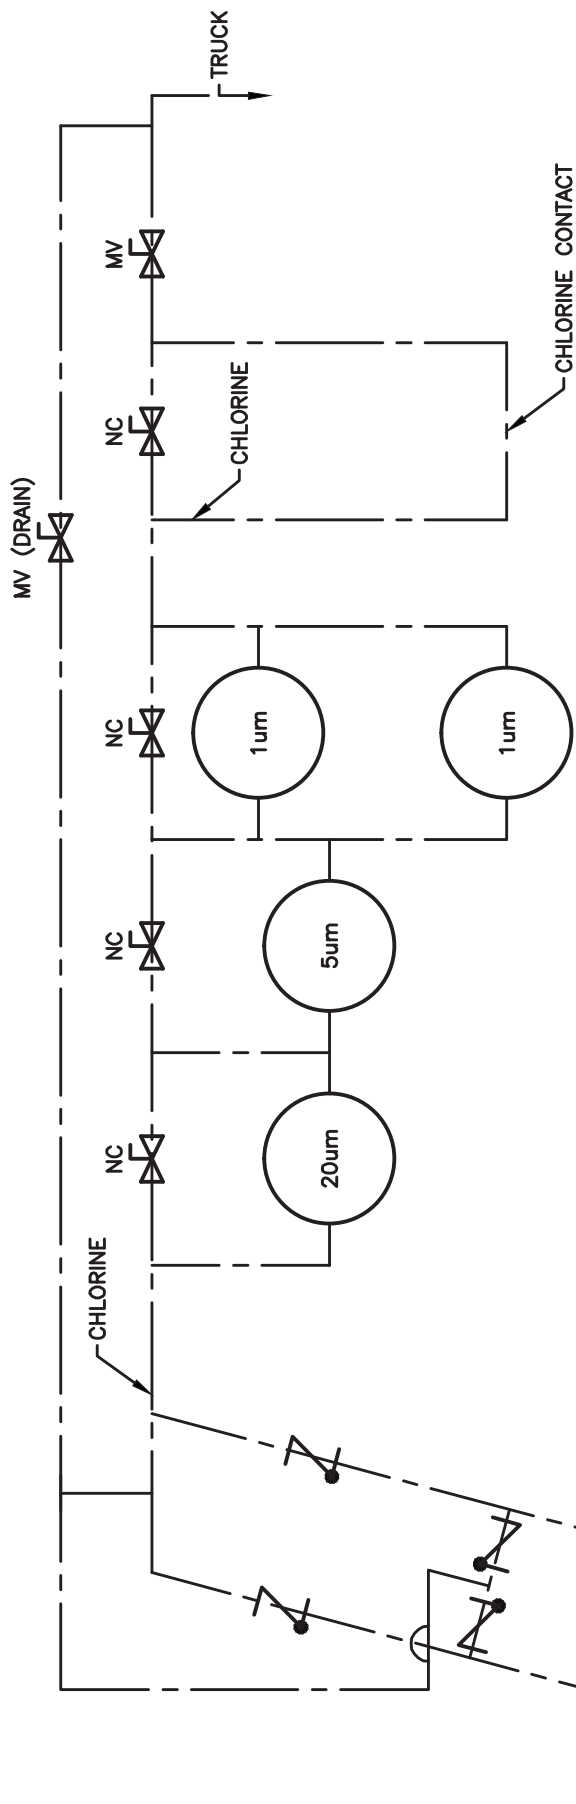 MV (DRAIN)
CHLORINE
NC
NC
NC
NC
MV
TRUCK
CHLORINE
20um
5um
1um
1um
CHLORINE CONTACT